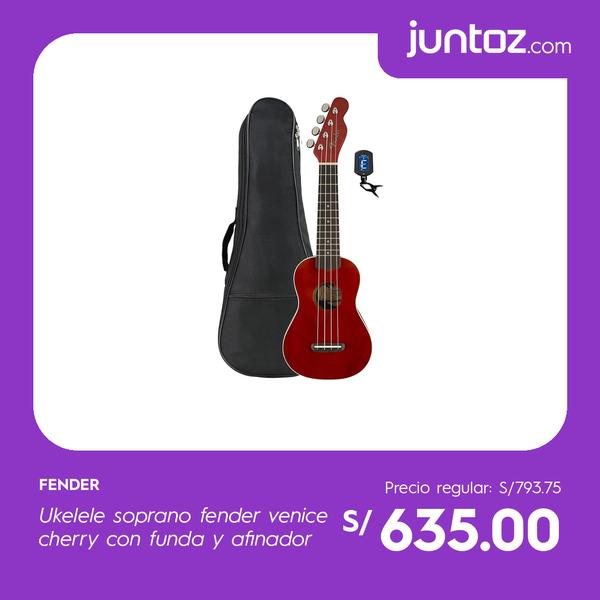 juntoz.com
FENDER
Ukelele soprano fender venice
cherry con funda y afinador
Precio regular: S/793.75
S/ 635.00